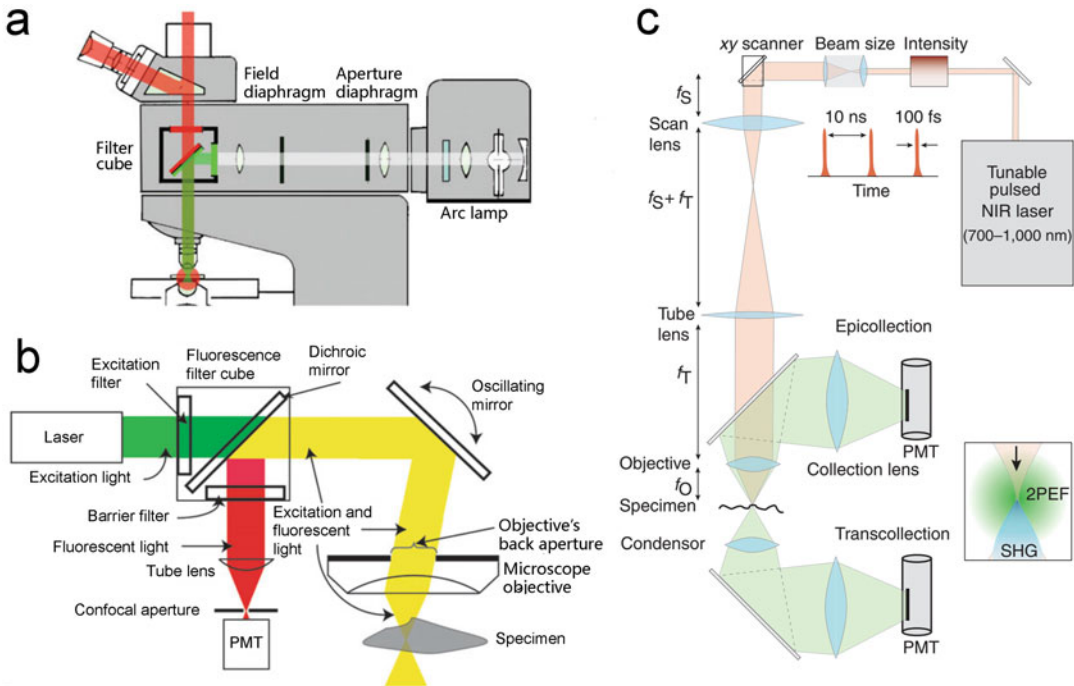 a
Field
diaphragm
Aperture
diaphragm
Filter
cube
Arc lamp
b
Excitation
filter
Fluorescence
filter cube
Dichroic
mirror
Oscillating
mirror
Laser
Excitation light
Barrier filter
Excitation and
fluorescent
light
Objective's
back aperture
Fluorescent light
Tube lens
Microscope
objective
Confocal aperture
PMT
Specimen
c
xy scanner
Beam size
Intensity
fS
Scan
lens
10 ns
100 fs
Time
Tunable
pulsed
NIR laser
(700–1,000 nm)
fS+ fT
Tube
lens
Epicollection
fT
PMT
Objective
Collection lens
fO
Specimen
2PEF
SHG
Condensor
Transcollection
PMT